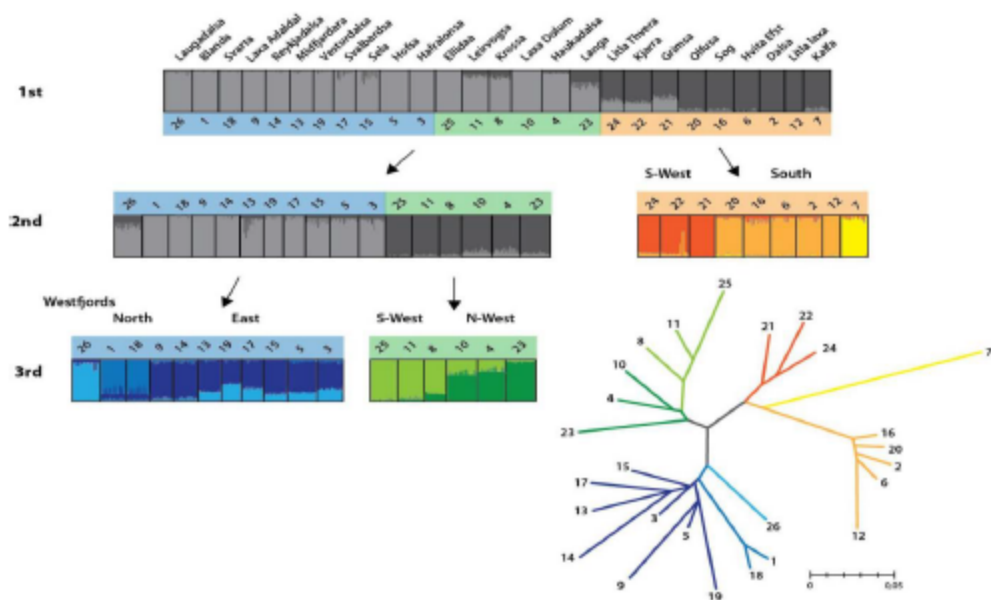 Laugadalsa Blanda Svarta Laxa Adaldal Reykjadalsa Midfjardara Vesturdalsa Svalbardsa Sela Hofsa Hafralonsa Ellidaa Leirvogsa Krossa Laxa Dolum Haukadalsa Langa Litla Thvera Kjarra Grimsa Olfusa Sog Hvita Efst Dalsa Litla laxa Kalfa
1st
26 1 18 9 14 13 19 17 15 5 3 25 11 8 10 4 23 24 22 21 20 16 6 2 12 7
S-West South
26 1 18 9 14 13 19 17 15 5 3 25 11 8 10 4 23
24 22 21 20 16 6 2 12 7
2nd
Westfjords
North East S-West N-West
26 1 18 9 14 13 19 17 15 5 3
25 11 8 10 4 23
3rd
25
11
8
10
4
23
21
22
24
7
16
20
2
6
12
15
17
13
3
14
5
9
19
26
1
18
0 0.05